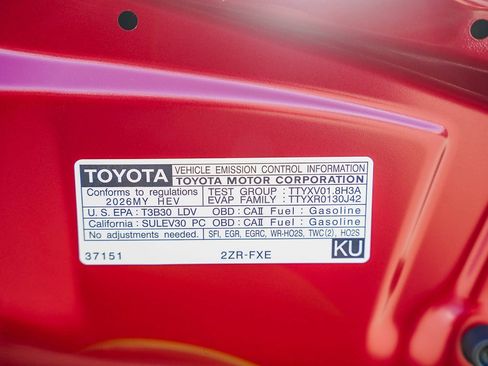 TOYOTA VEHICLE EMISSION CONTROL INFORMATION
TOYOTA MOTOR CORPORATION
Conforms to regulations TEST GROUP : TTYXV01.8H3A
2026MY HEV EVAP FAMILY : TTYXR0130J42
U.S. EPA : T3B30 LDV OBD : CAII Fuel : Gasoline
California : SULEV30 PC OBD : CAII Fuel : Gasoline
No adjustments needed. SFI, EGR, EGRC, WR-HO2S, TWC(2), HO2S
37151 2ZR-FXE KU